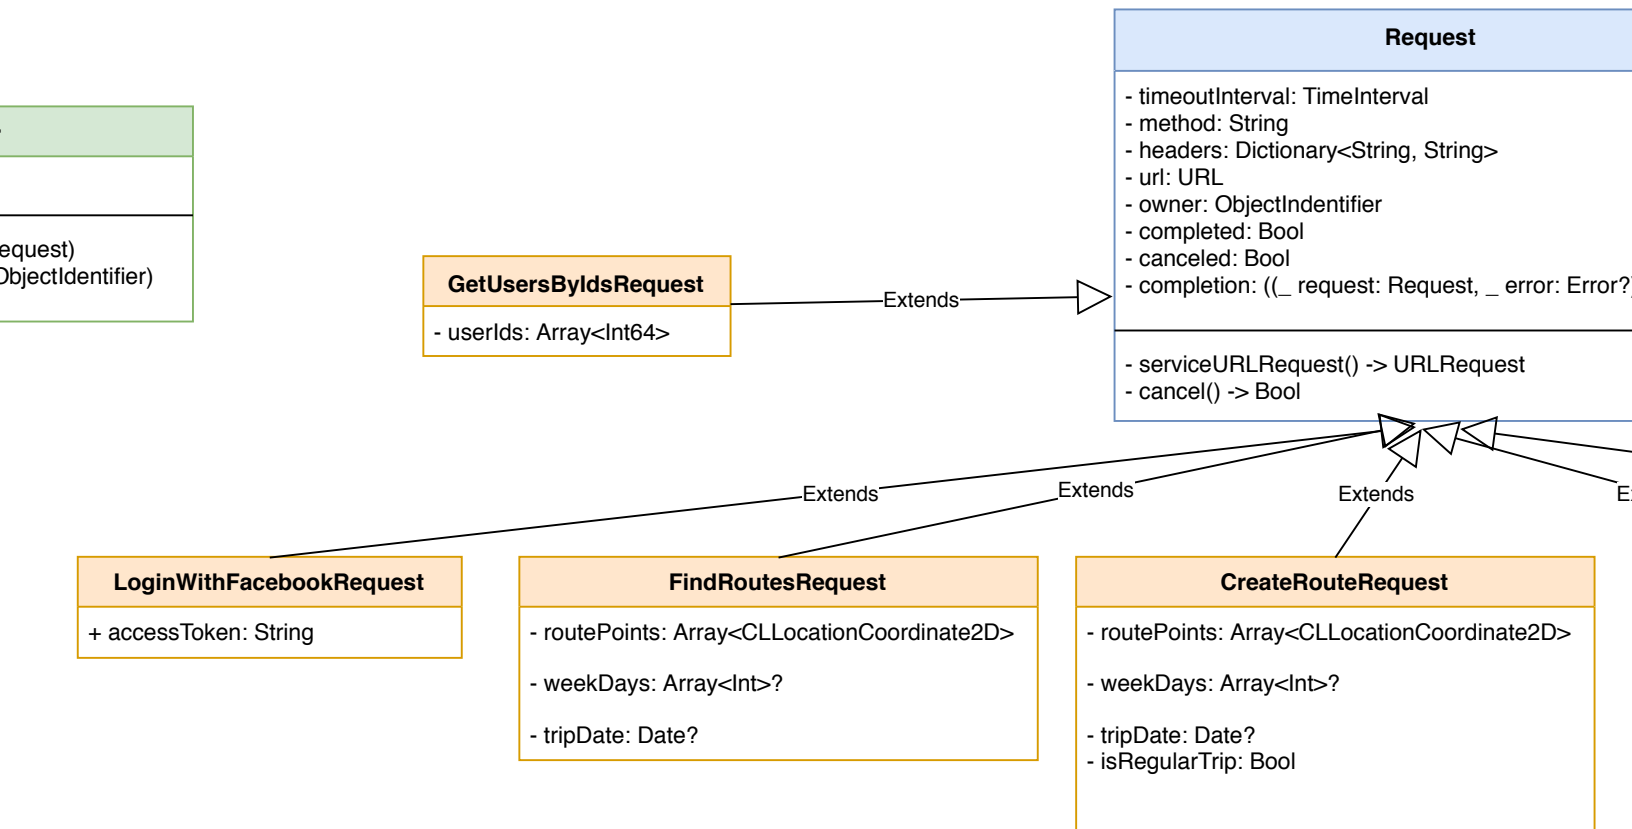 Request
- timeoutInterval: TimeInterval
- method: String
- headers: Dictionary<String, String>
- url: URL
- owner: ObjectIndentifier
- completed: Bool
- canceled: Bool
- completion: ((_ request: Request, _ error: Error?)
- serviceURLRequest() -> URLRequest
- cancel() -> Bool
equest)
ObjectIdentifier)
GetUsersByIdsRequest
- userIds: Array<Int64>
Extends
Extends
Extends
Extends
LoginWithFacebookRequest
+ accessToken: String
FindRoutesRequest
- routePoints: Array<CLLocationCoordinate2D>
- weekDays: Array<Int>?
- tripDate: Date?
CreateRouteRequest
- routePoints: Array<CLLocationCoordinate2D>
- weekDays: Array<Int>?
- tripDate: Date?
- isRegularTrip: Bool